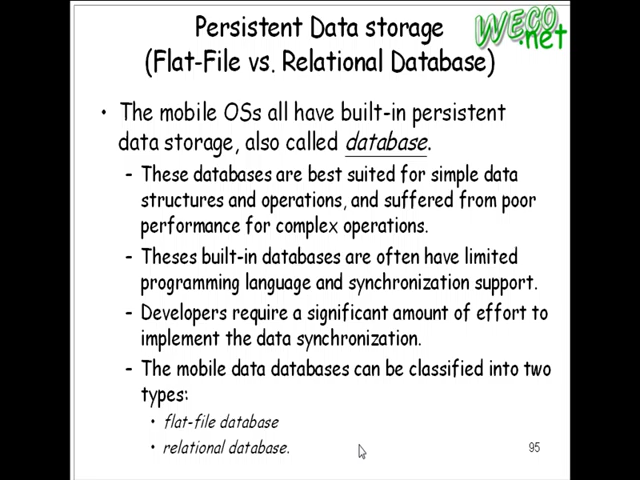 Persistent Data storage
(Flat-File vs. Relational Database)
WECO
.net
• The mobile OSs all have built-in persistent
data storage, also called database.
- These databases are best suited for simple data
structures and operations, and suffered from poor
performance for complex operations.
- Theses built-in databases are often have limited
programming language and synchronization support.
- Developers require a significant amount of effort to
implement the data synchronization.
- The mobile data databases can be classified into two
types:
• flat-file database
• relational database.
95